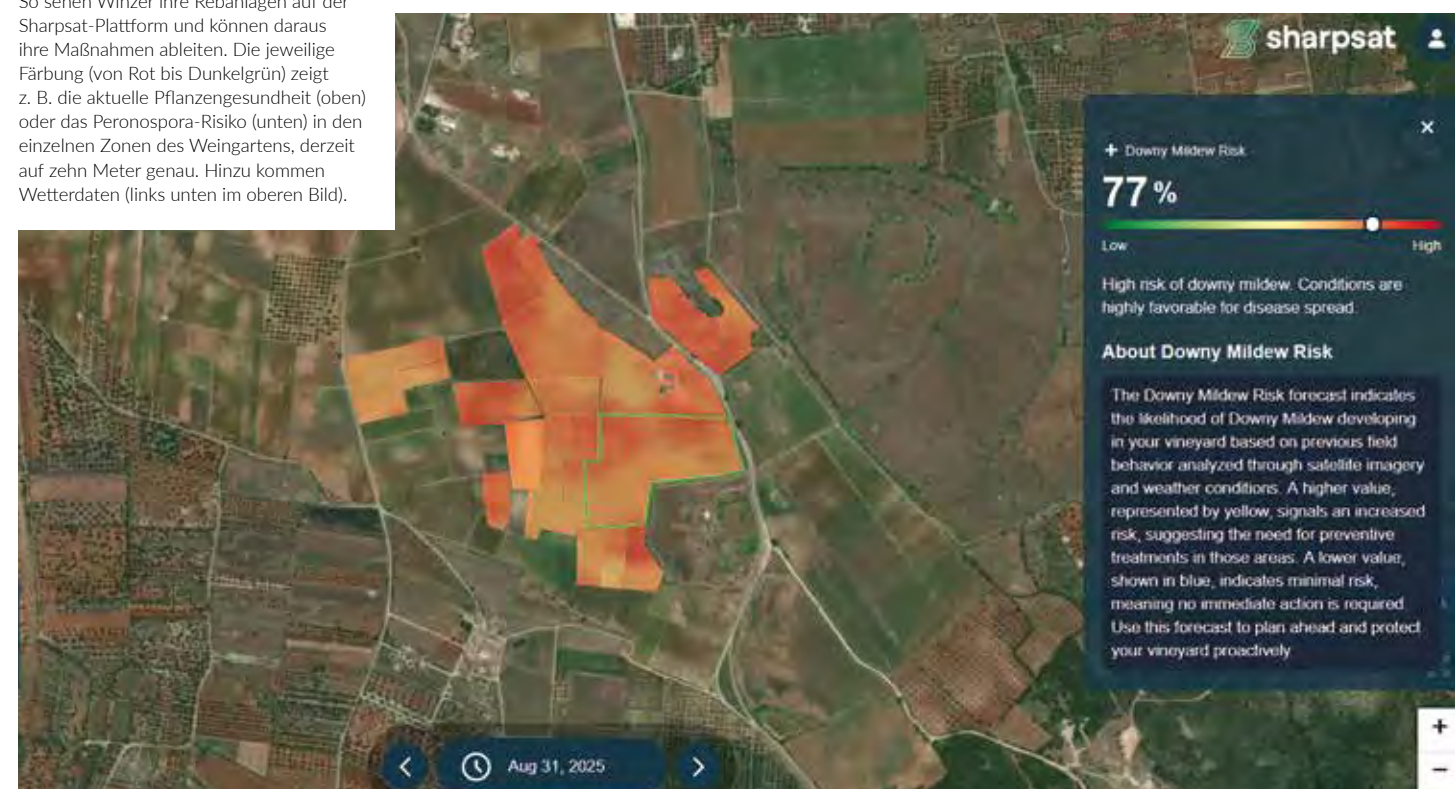 So sehen Winzer ihre Rebanlagen auf der
Sharpsat-Plattform und können daraus
ihre Maßnahmen ableiten. Die jeweilige
Färbung (von Rot bis Dunkelgrün) zeigt
z. B. die aktuelle Pflanzengesundheit (oben)
oder das Peronospora-Risiko (unten) in den
einzelnen Zonen des Weingartens, derzeit
auf zehn Meter genau. Hinzu kommen
Wetterdaten (links unten im oberen Bild).
sharpsat
Downy Mildew Risk
77 %
Low High
High risk of downy mildew. Conditions are
highly favorable for disease spread.
About Downy Mildew Risk
The Downy Mildew Risk forecast indicates
the likelihood of Downy Mildew developing
in your vineyard based on previous field
behavior analyzed through satellite imagery
and weather conditions. A higher value,
represented by yellow, signals an increased
risk, suggesting the need for preventive
treatments in those areas. A lower value,
shown in blue, indicates minimal risk,
meaning no immediate action is required.
Use this forecast to plan ahead and protect
your vineyard proactively.
Aug 31, 2025